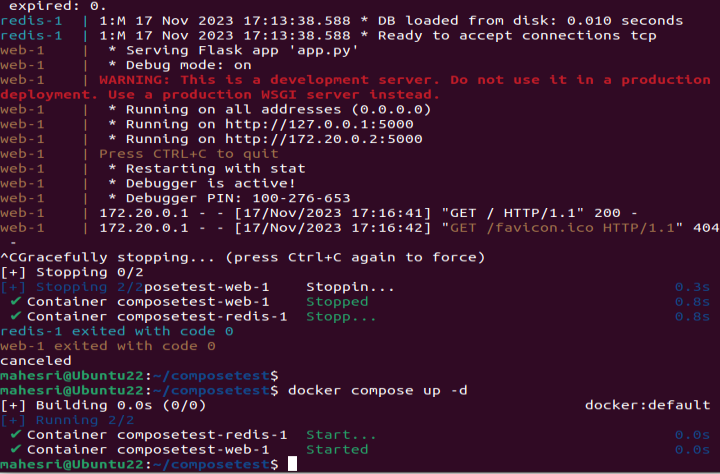 expired: 0.
redis-1  | 1:M 17 Nov 2023 17:13:38.588 * DB loaded from disk: 0.010 seconds
redis-1  | 1:M 17 Nov 2023 17:13:38.588 * Ready to accept connections tcp
web-1    |  * Serving Flask app 'app.py'
web-1    |  * Debug mode: on
web-1    | WARNING: This is a development server. Do not use it in a production
deployment. Use a production WSGI server instead.
web-1    |  * Running on all addresses (0.0.0.0)
web-1    |  * Running on http://127.0.0.1:5000
web-1    |  * Running on http://172.20.0.2:5000
web-1    | Press CTRL+C to quit
web-1    |  * Restarting with stat
web-1    |  * Debugger is active!
web-1    |  * Debugger PIN: 100-276-653
web-1    | 172.20.0.1 - - [17/Nov/2023 17:16:41] "GET / HTTP/1.1" 200 -
web-1    | 172.20.0.1 - - [17/Nov/2023 17:16:42] "GET /favicon.ico HTTP/1.1" 404
-
^CGracefully stopping... (press Ctrl+C again to force)
[+] Stopping 0/2
[+] Stopping 2/2posetest-web-1    Stoppin...    0.3s
✔ Container composetest-web-1    Stopped    0.8s
✔ Container composetest-redis-1  Stopp...    0.8s
redis-1 exited with code 0
web-1 exited with code 0
canceled
mahesri@Ubuntu22:~/composetest$
mahesri@Ubuntu22:~/composetest$ docker compose up -d
[+] Building 0.0s (0/0)    docker:default
[+] Running 2/2
✔ Container composetest-redis-1  Start...    0.0s
✔ Container composetest-web-1    Started    0.0s
mahesri@Ubuntu22:~/composetest$